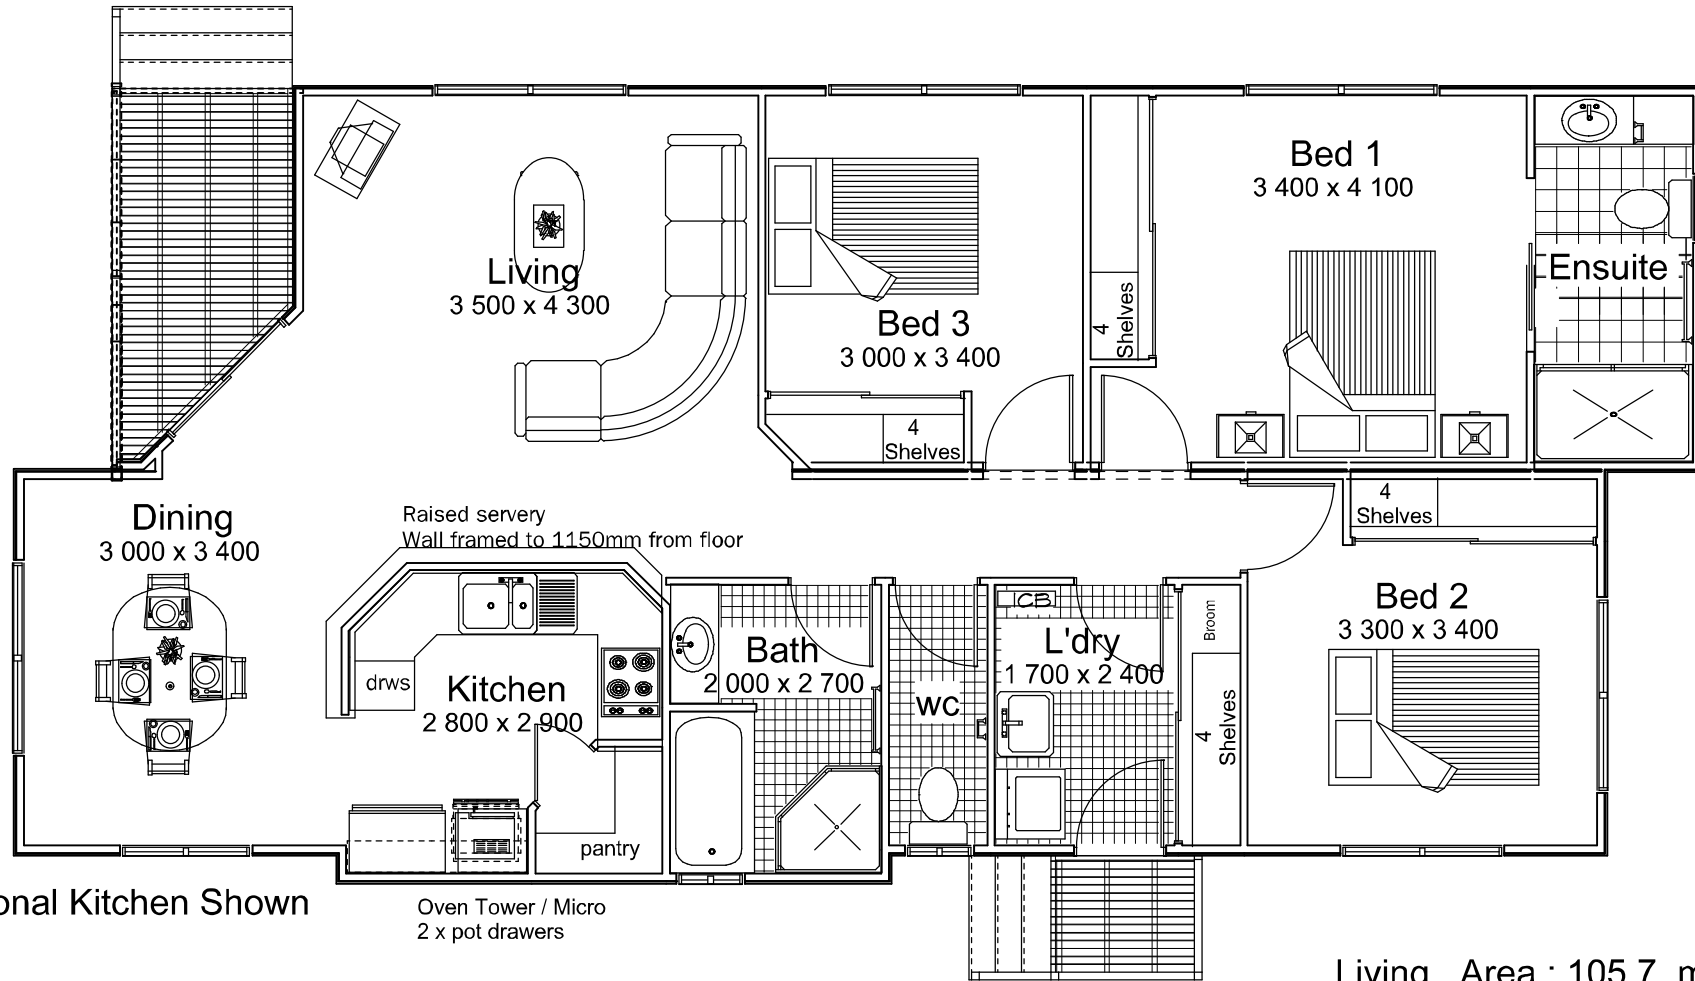 Bed 1
3 400 x 4 100
Living
3 500 x 4 300
Ensuite
4
Shelves
Bed 3
3 000 x 3 400
4
Shelves
4
Shelves
Dining
3 000 x 3 400
Raised servery
Wall framed to 1150mm from floor
Bed 2
3 300 x 3 400
CB
Broom
L'dry
1 700 x 2 400
Bath
2 000 x 2 700
drws
Kitchen
2 800 x 2 900
WC
4
Shelves
pantry
onal Kitchen Shown
Oven Tower / Micro
2 x pot drawers
Living Area : 105.7 m